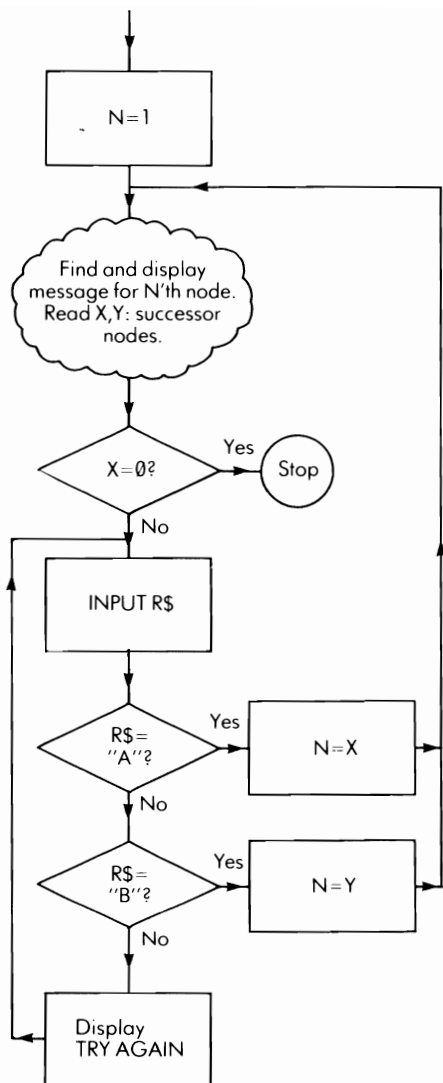 N=1
Find and display
message for N'th node.
Read X,Y: successor
nodes.
X=Ø?
Yes
Stop
No
INPUT R$
R$=
"A"?
Yes
N=X
No
R$=
"B"?
Yes
N=Y
No
Display
TRY AGAIN